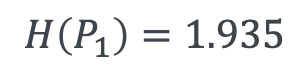 H(P₁) = 1.935